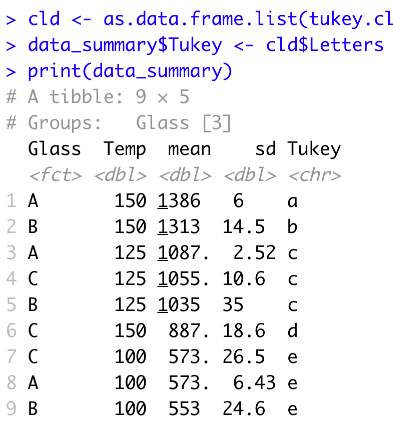 > cld <- as.data.frame.list(tukey.cl
> data_summary$Tukey <- cld$Letters
> print(data_summary)
# A tibble: 9 × 5
# Groups:   Glass [3]
  Glass  Temp  mean    sd Tukey
  <fct> <dbl> <dbl> <dbl> <chr>
1 A       150 1386   6    a
2 B       150 1313  14.5  b
3 A       125 1087.  2.52 c
4 C       125 1055. 10.6  c
5 B       125 1035  35    c
6 C       150  887. 18.6  d
7 C       100  573. 26.5  e
8 A       100  573.  6.43 e
9 B       100  553  24.6  e